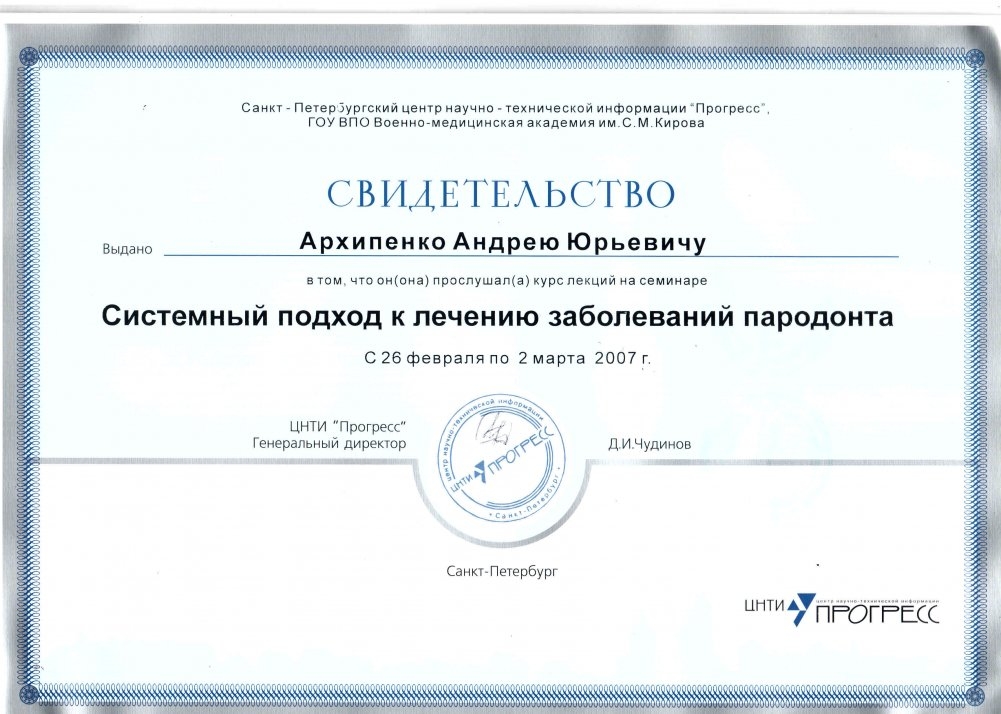 Санкт - Петербургский центр научно - технической информации "Прогресс",
ГОУ ВПО Военно-медицинская академия им.С.М.Кирова
СВИДЕТЕЛЬСТВО
Выдано Архипенко Андрею Юрьевичу
в том, что он(она) прослушал(а) курс лекций на семинаре
Системный подход к лечению заболеваний пародонта
С 26 февраля по 2 марта 2007 г.
ЦНТИ "Прогресс"
Генеральный директор
Д.И.Чудинов
центр научно-технической информации
ЦНТИ ПРОГРЕСС
• Санкт-Петербург •
Санкт-Петербург
центр научно-технической информации
ЦНТИ ПРОГРЕСС